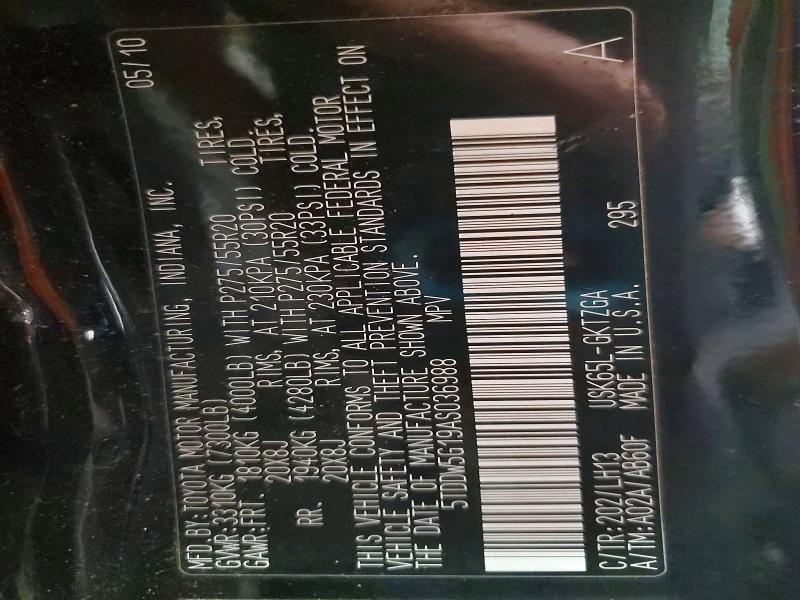 MFD.BY:TOYOTA MOTOR MANUFACTURING, INDIANA, INC. 05/10
GVWR:3310KG (7300LB)
GAWR:FRT. 1810KG (4000LB) WITH P275/55R20 TIRES,
20X8J RIMS, AT 210KPA (30PSI) COLD.
RR. 1940KG (4280LB) WITH P275/55R20 TIRES,
20X8J RIMS, AT 230KPA (33PSI) COLD.
THIS VEHICLE CONFORMS TO ALL APPLICABLE FEDERAL MOTOR
VEHICLE SAFETY AND THEFT PREVENTION STANDARDS IN EFFECT ON
THE DATE OF MANUFACTURE SHOWN ABOVE.
5TDDW5G19AS036988 MPV
C/TR:202/LH13 USK65L-GKTZGA 295 A
A/TM:A02A/AB60F MADE IN U.S.A.